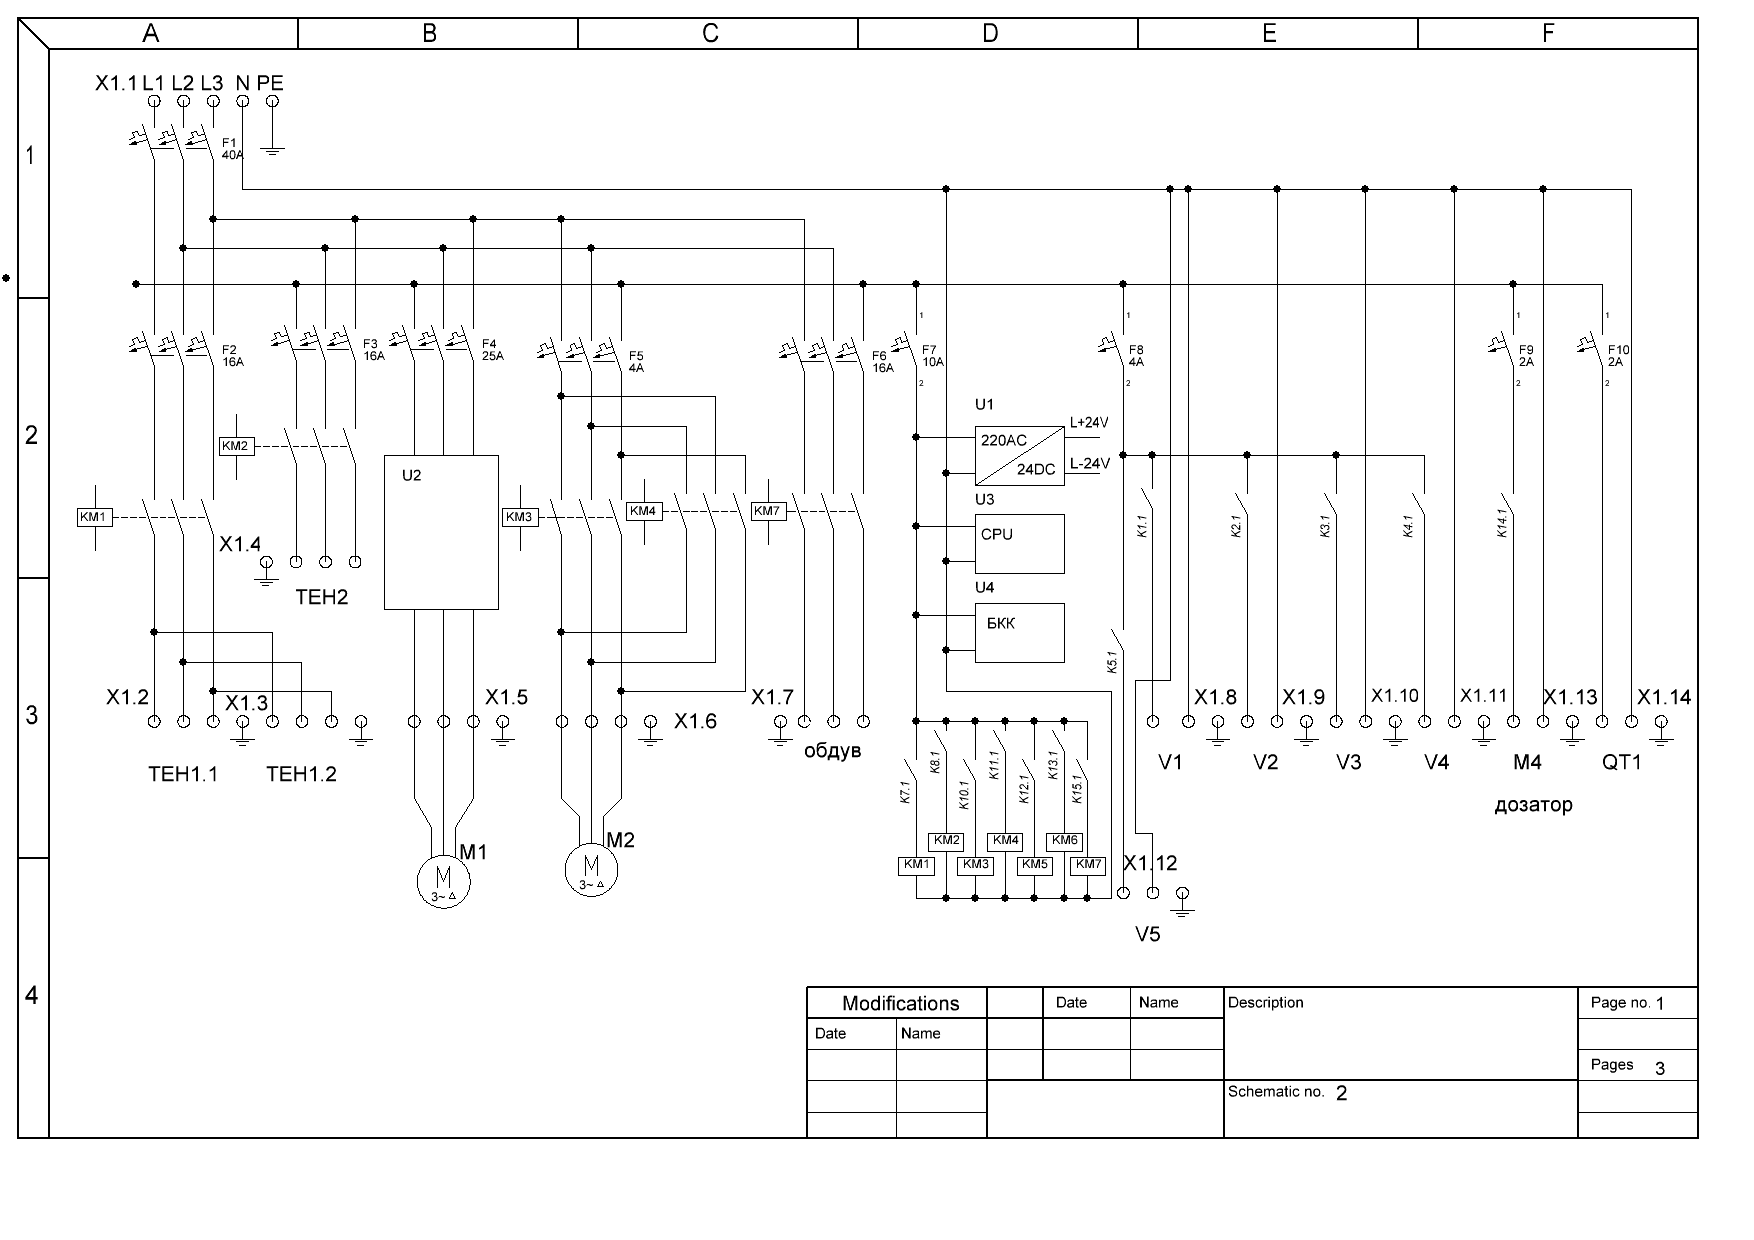 A B C D E F
X1.1 L1 L2 L3 N PE
1
F1
40A
F2
16A
F3
16A
F4
25A
F5
4A
F6
16A
1
F7
10A
2
1
F8
4A
2
1
F9
2A
2
1
F10
2A
2
2
U1
220AC
24DC
L+24V
L-24V
KM2
U2
KM1
KM3
KM4
KM7
U3
CPU
K1.1
K2.1
K3.1
K4.1
K14.1
X1.4
TEH2
U4
БКК
K5.1
3
X1.2
X1.3
X1.5
X1.6
X1.7
X1.8
X1.9
X1.10
X1.11
X1.13
X1.14
TEH1.1
TEH1.2
обдув
V1
V2
V3
V4
M4
QT1
дозатор
K7.1
K8.1
K10.1
K11.1
K12.1
K13.1
K15.1
M1
M
3~ Δ
M2
M
3~ Δ
KM2
KM4
KM6
KM1
KM3
KM5
KM7
X1.12
V5
4
Modifications
Date
Name
Date
Name
Description
Page no. 1
Pages 3
Schematic no. 2